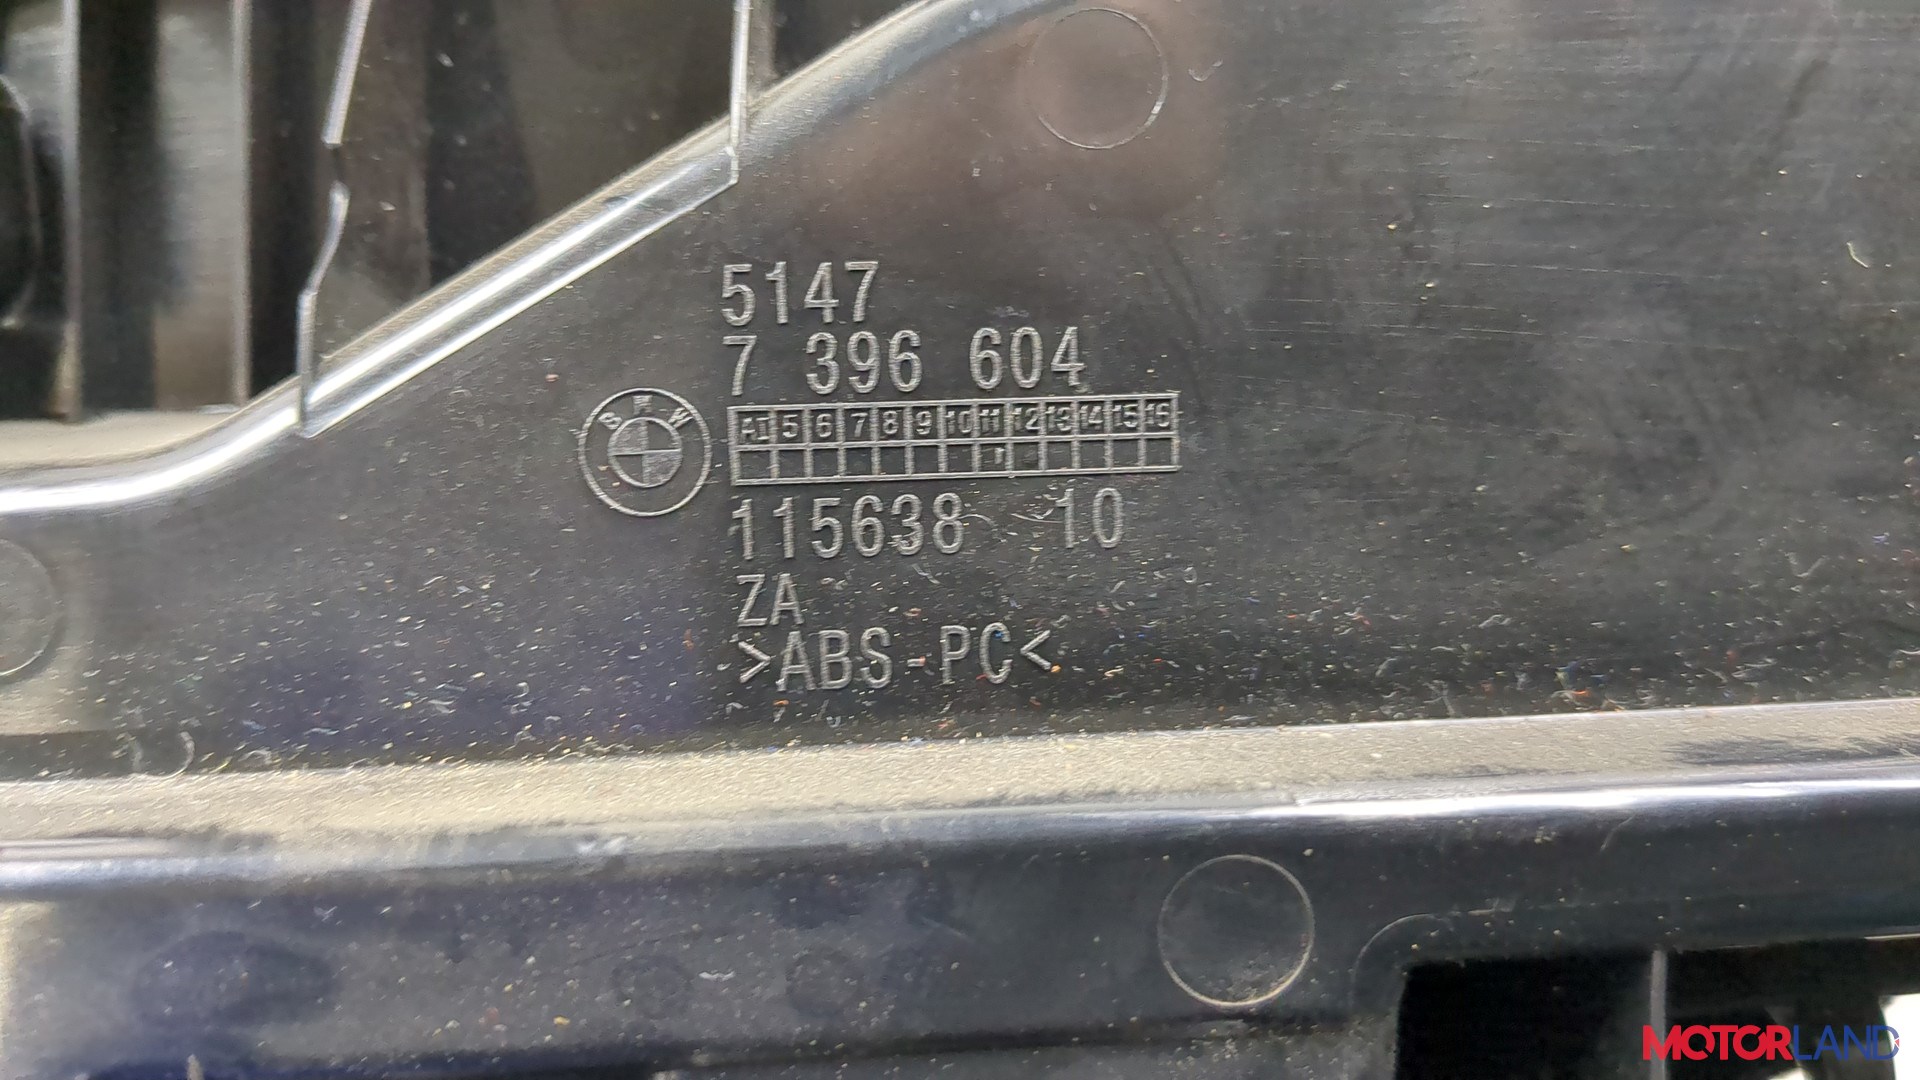 5147
7 396 604
BMW
AI 5 6 7 8 9 10 11 12 13 14 15 16
115638 10
ZA
>ABS-PC<
MOTORLAND